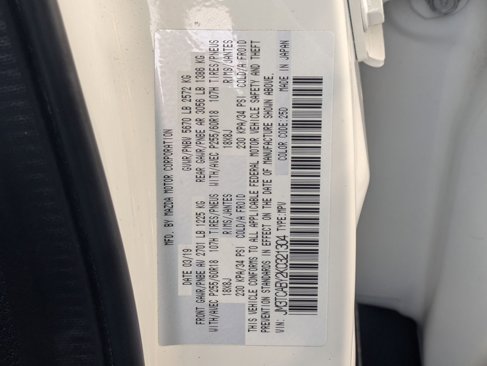 MFD. BY MAZDA MOTOR CORPORATION
DATE 03/19 GVWR/PNBV 5670 LB 2572 KG
FRONT GAWR/PNBE AV 2701 LB 1225 KG REAR GAWR/PNBE AR 3056 LB 1386 KG
WITH/AVEC P255/60R18 107H TIRES/PNEUS WITH/AVEC P255/60R18 107H TIRES/PNEUS
18X8J RIMS/JANTES 18X8J RIMS/JANTES
230 KPA/34 PSI COLD/A FROID 230 KPA/34 PSI COLD/A FROID
THIS VEHICLE CONFORMS TO ALL APPLICABLE FEDERAL MOTOR VEHICLE SAFETY AND THEFT
PREVENTION STANDARDS IN EFFECT ON THE DATE OF MANUFACTURE SHOWN ABOVE.
VIN: JM3TCABY2K0321304 TYPE:MPV COLOR CODE:25D MADE IN JAPAN